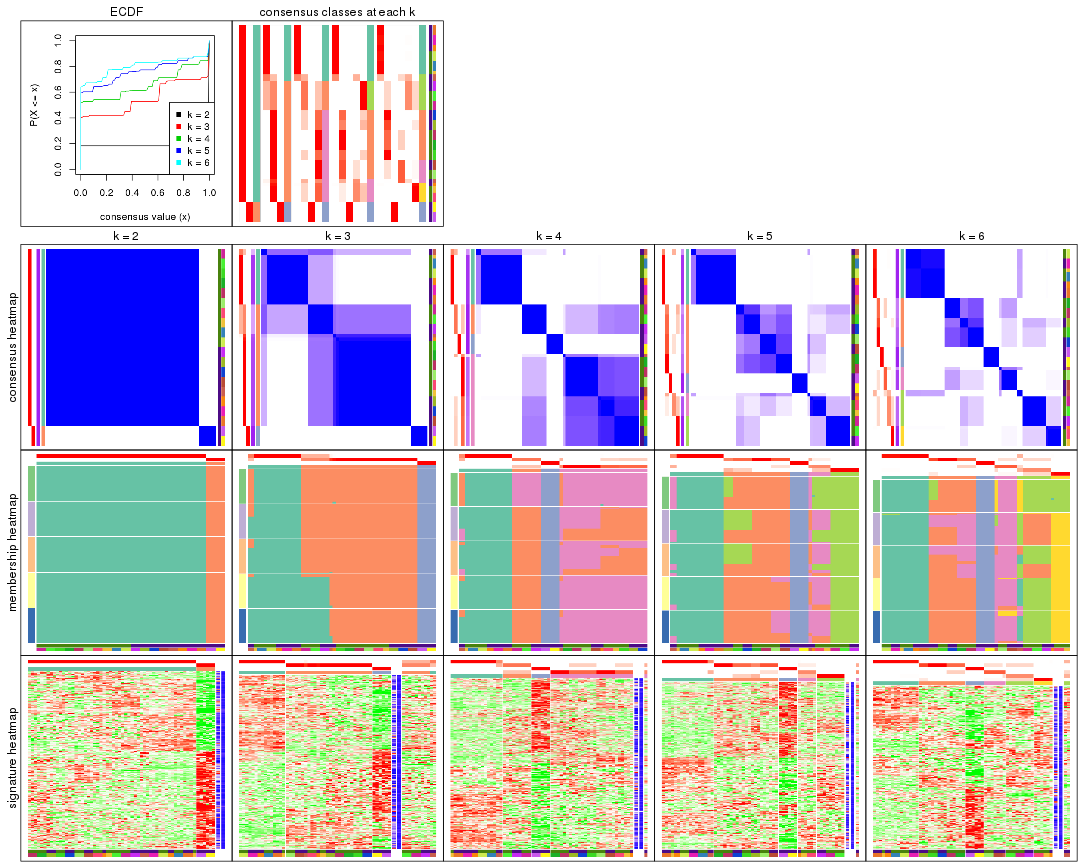 ECDF
consensus classes at each k
P(X <= x)
1.0
0.8
0.6
0.4
0.2
0.0
k = 2
k = 3
k = 4
k = 5
k = 6
0.0 0.2 0.4 0.6 0.8 1.0
consensus value (x)
k = 2
k = 3
k = 4
k = 5
k = 6
consensus heatmap
membership heatmap
signature heatmap